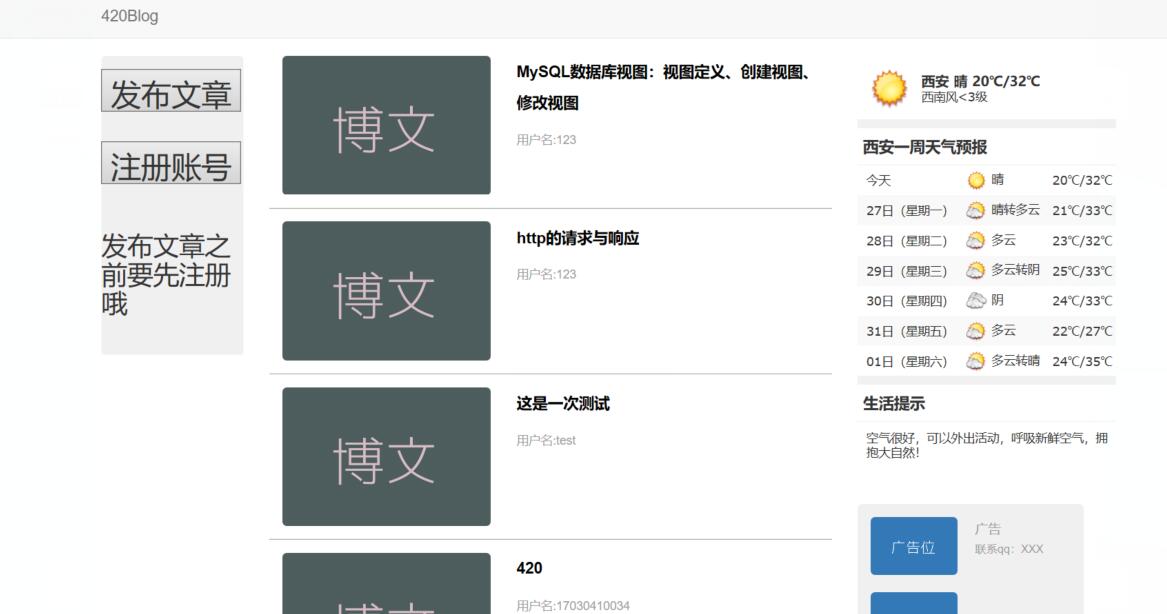 420Blog
发布文章
注册账号
发布文章之
前要先注册
哦
博文
MySQL数据库视图：视图定义、创建视图、
修改视图
用户名:123
博文
http的请求与响应
用户名:123
博文
这是一次测试
用户名:test
博文
420
用户名:17030410034
西安 晴 20℃/32℃
西南风<3级
西安一周天气预报
今天 晴 20℃/32℃
27日（星期一） 晴转多云 21℃/33℃
28日（星期二） 多云 23℃/32℃
29日（星期三） 多云转阴 25℃/33℃
30日（星期四） 阴 24℃/33℃
31日（星期五） 多云 22℃/27℃
01日（星期六） 多云转晴 24℃/35℃
生活提示
空气很好，可以外出活动，呼吸新鲜空气，拥
抱大自然！
广告位
广告
联系qq：XXX